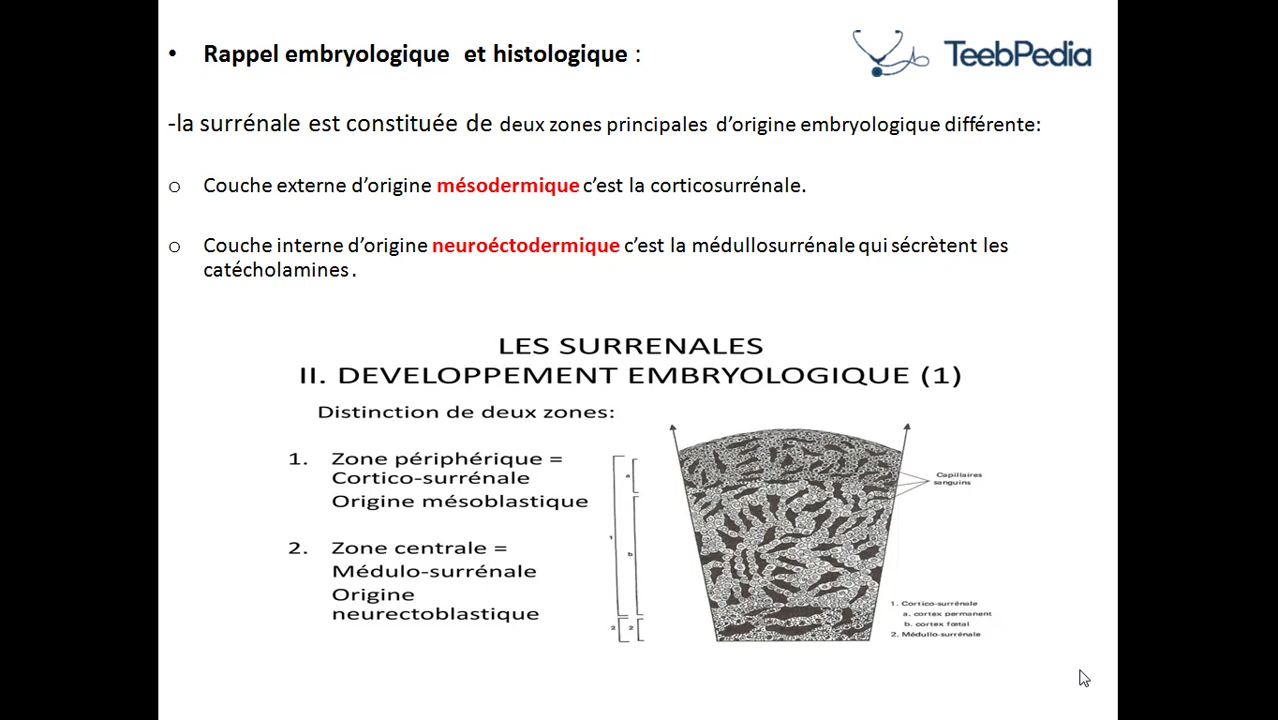 • Rappel embryologique et histologique :
TeebPedia
-la surrénale est constituée de deux zones principales d’origine embryologique différente:
o Couche externe d’origine mésodermique c’est la corticosurrénale.
o Couche interne d’origine neuroéctodermique c’est la médullosurrénale qui sécrètent les
catécholamines .
LES SURRENALES
II. DEVELOPPEMENT EMBRYOLOGIQUE (1)
Distinction de deux zones:
1. Zone périphérique =
Cortico-surrénale
Origine mésoblastique
2. Zone centrale =
Médulo-surrénale
Origine
neurectoblastique
a
1
b
2 2
Capillaires
sanguins
1. Cortico-surrénale
a. cortex permanent
b. cortex fœtal
2. Médullo-surrénale